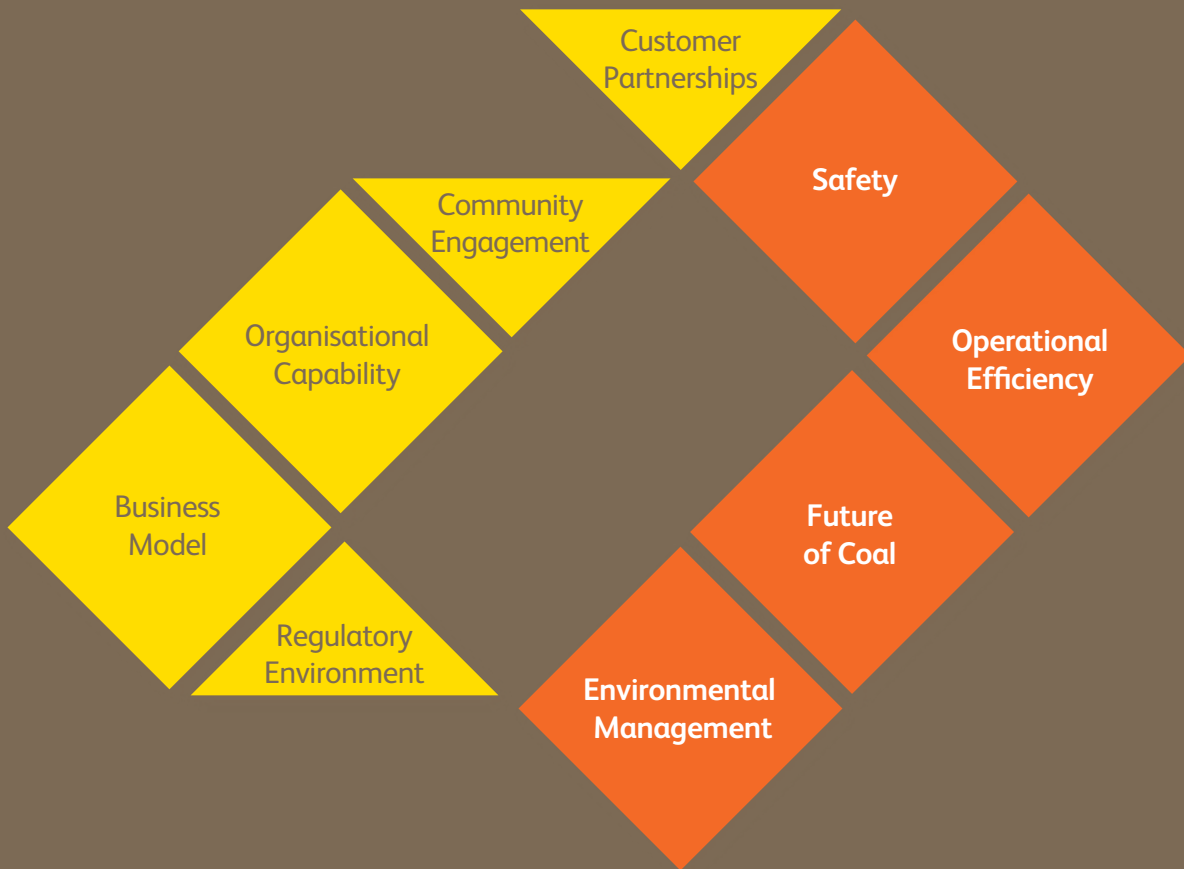 Customer
Partnerships
Safety
Community
Engagement
Organisational
Capability
Operational
Efficiency
Business
Model
Future
of Coal
Regulatory
Environment
Environmental
Management